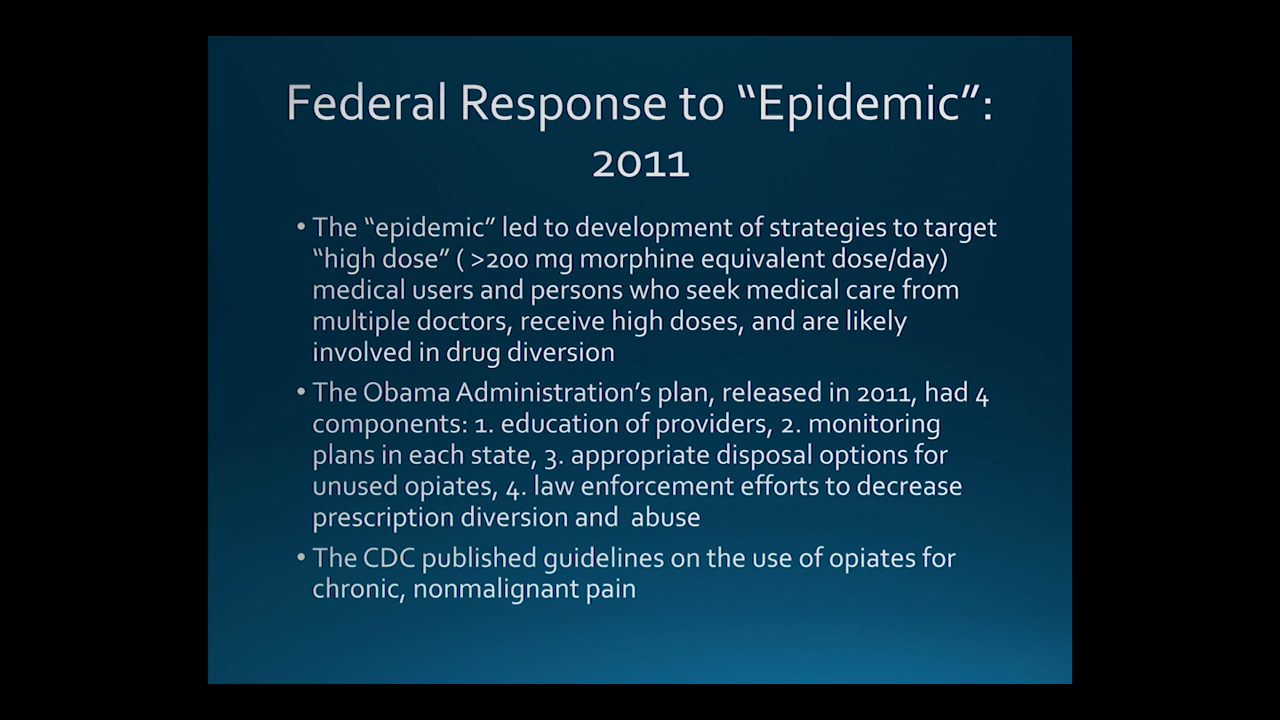 Federal Response to “Epidemic”:
2011
• The “epidemic” led to development of strategies to target
“high dose” ( >200 mg morphine equivalent dose/day)
medical users and persons who seek medical care from
multiple doctors, receive high doses, and are likely
involved in drug diversion
• The Obama Administration’s plan, released in 2011, had 4
components: 1. education of providers, 2. monitoring
plans in each state, 3. appropriate disposal options for
unused opiates, 4. law enforcement efforts to decrease
prescription diversion and  abuse
• The CDC published guidelines on the use of opiates for
chronic, nonmalignant pain